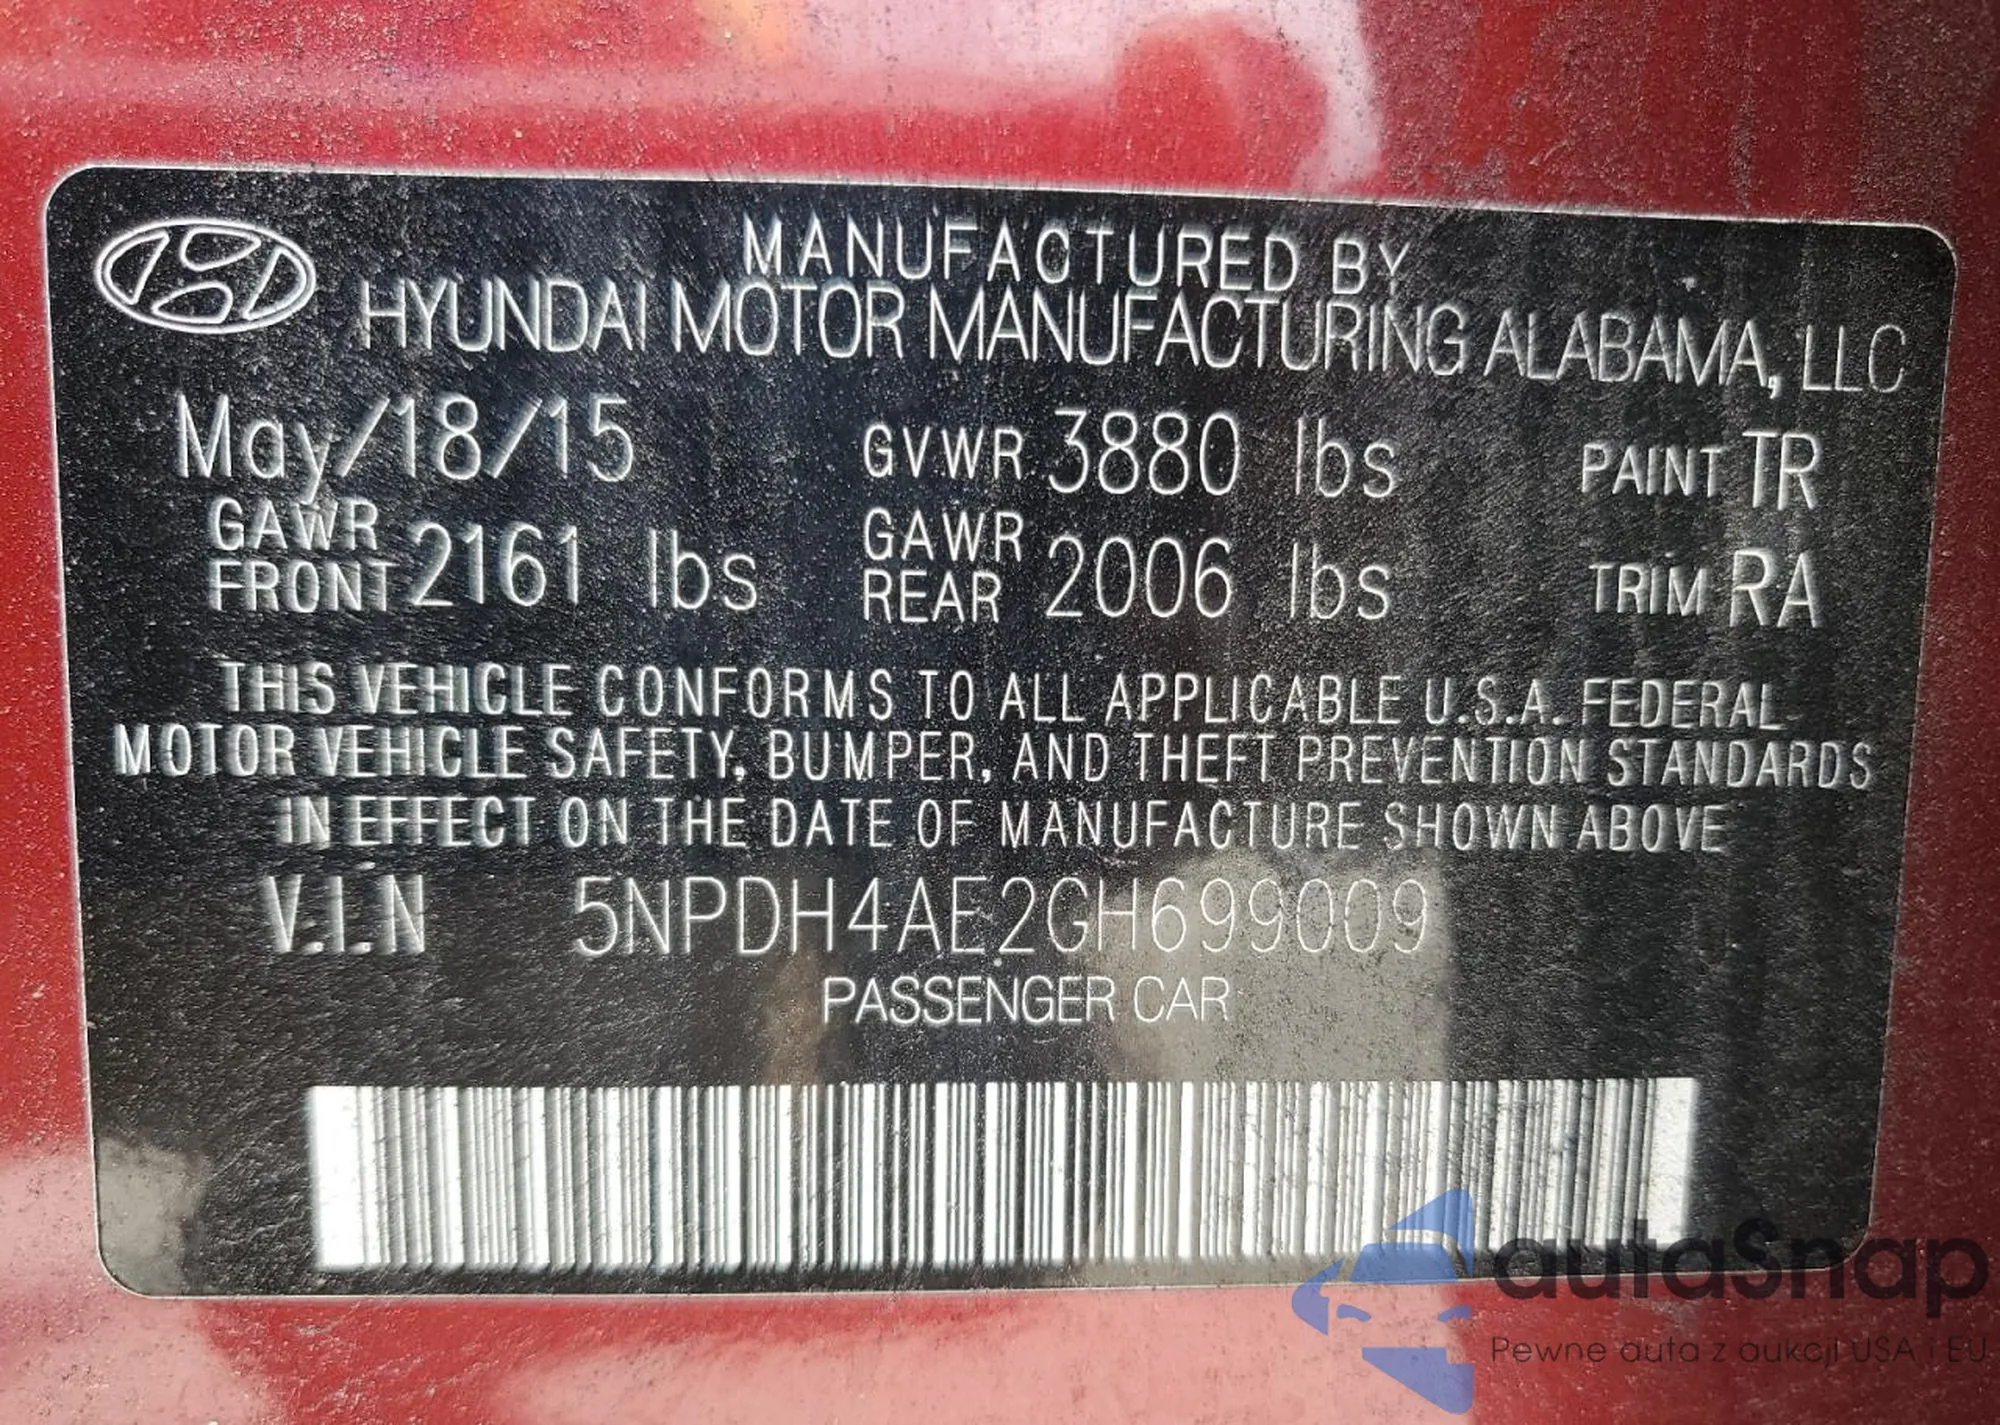 MANUFACTURED BY
HYUNDAI MOTOR MANUFACTURING ALABAMA, LLC
May/18/15 GVWR 3880 lbs PAINT TR
GAWR FRONT 2161 lbs GAWR REAR 2006 lbs TRIM RA
THIS VEHICLE CONFORMS TO ALL APPLICABLE U.S.A. FEDERAL
MOTOR VEHICLE SAFETY, BUMPER, AND THEFT PREVENTION STANDARDS
IN EFFECT ON THE DATE OF MANUFACTURE SHOWN ABOVE
V.I.N 5NPDH4AE2GH699009
PASSENGER CAR
autaSnap
Pewne auta z aukcji USA i EU